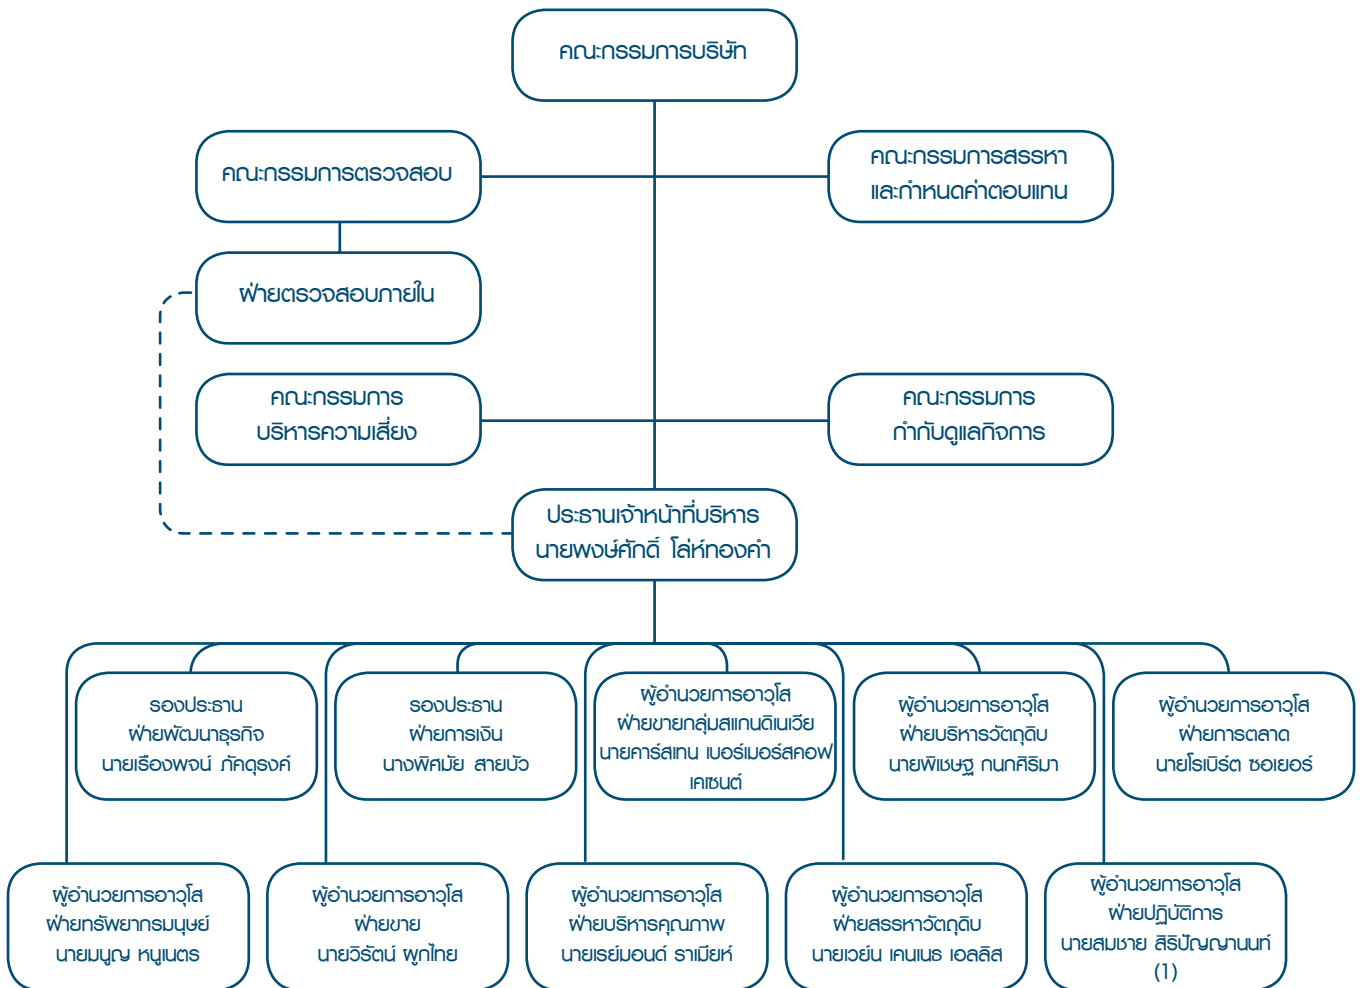 คณะกรรมการบริษัท
คณะกรรมการตรวจสอบ
คณะกรรมการสรรหา
และกำหนดค่าตอบแทน
ฝ่ายตรวจสอบภายใน
คณะกรรมการ
บริหารความเสี่ยง
คณะกรรมการ
กำกับดูแลกิจการ
ประธานเจ้าหน้าที่บริหาร
นายพงษ์ศักดิ์ โล่ห์ทองคำ
รองประธาน
ฝ่ายพัฒนาธุรกิจ
นายเรืองพจน์ ภัคดุรงค์
รองประธาน
ฝ่ายการเงิน
นางพิศมัย สายบัว
ผู้อำนวยการอาวุโส
ฝ่ายขายกลุ่มสแกนดิเนเวีย
นายคาร์สเทน เบอร์เมอร์สคอฟ
เคเซนต์
ผู้อำนวยการอาวุโส
ฝ่ายบริหารวัตถุดิบ
นายพิเชษฐ กนกศิริมา
ผู้อำนวยการอาวุโส
ฝ่ายการตลาด
นายโรเบิร์ต ซอเยอร์
ผู้อำนวยการอาวุโส
ฝ่ายทรัพยากรมนุษย์
นายมนูญ หนูเนตร
ผู้อำนวยการอาวุโส
ฝ่ายขาย
นายวิรัตน์ ผูกไทย
ผู้อำนวยการอาวุโส
ฝ่ายบริหารคุณภาพ
นายเรย์มอนด์ ราเมียห์
ผู้อำนวยการอาวุโส
ฝ่ายสรรหาวัตถุดิบ
นายเวย์น เคนเนธ เอลลิส
ผู้อำนวยการอาวุโส
ฝ่ายปฏิบัติการ
นายสมชาย สิริปัญญานนท์
(1)